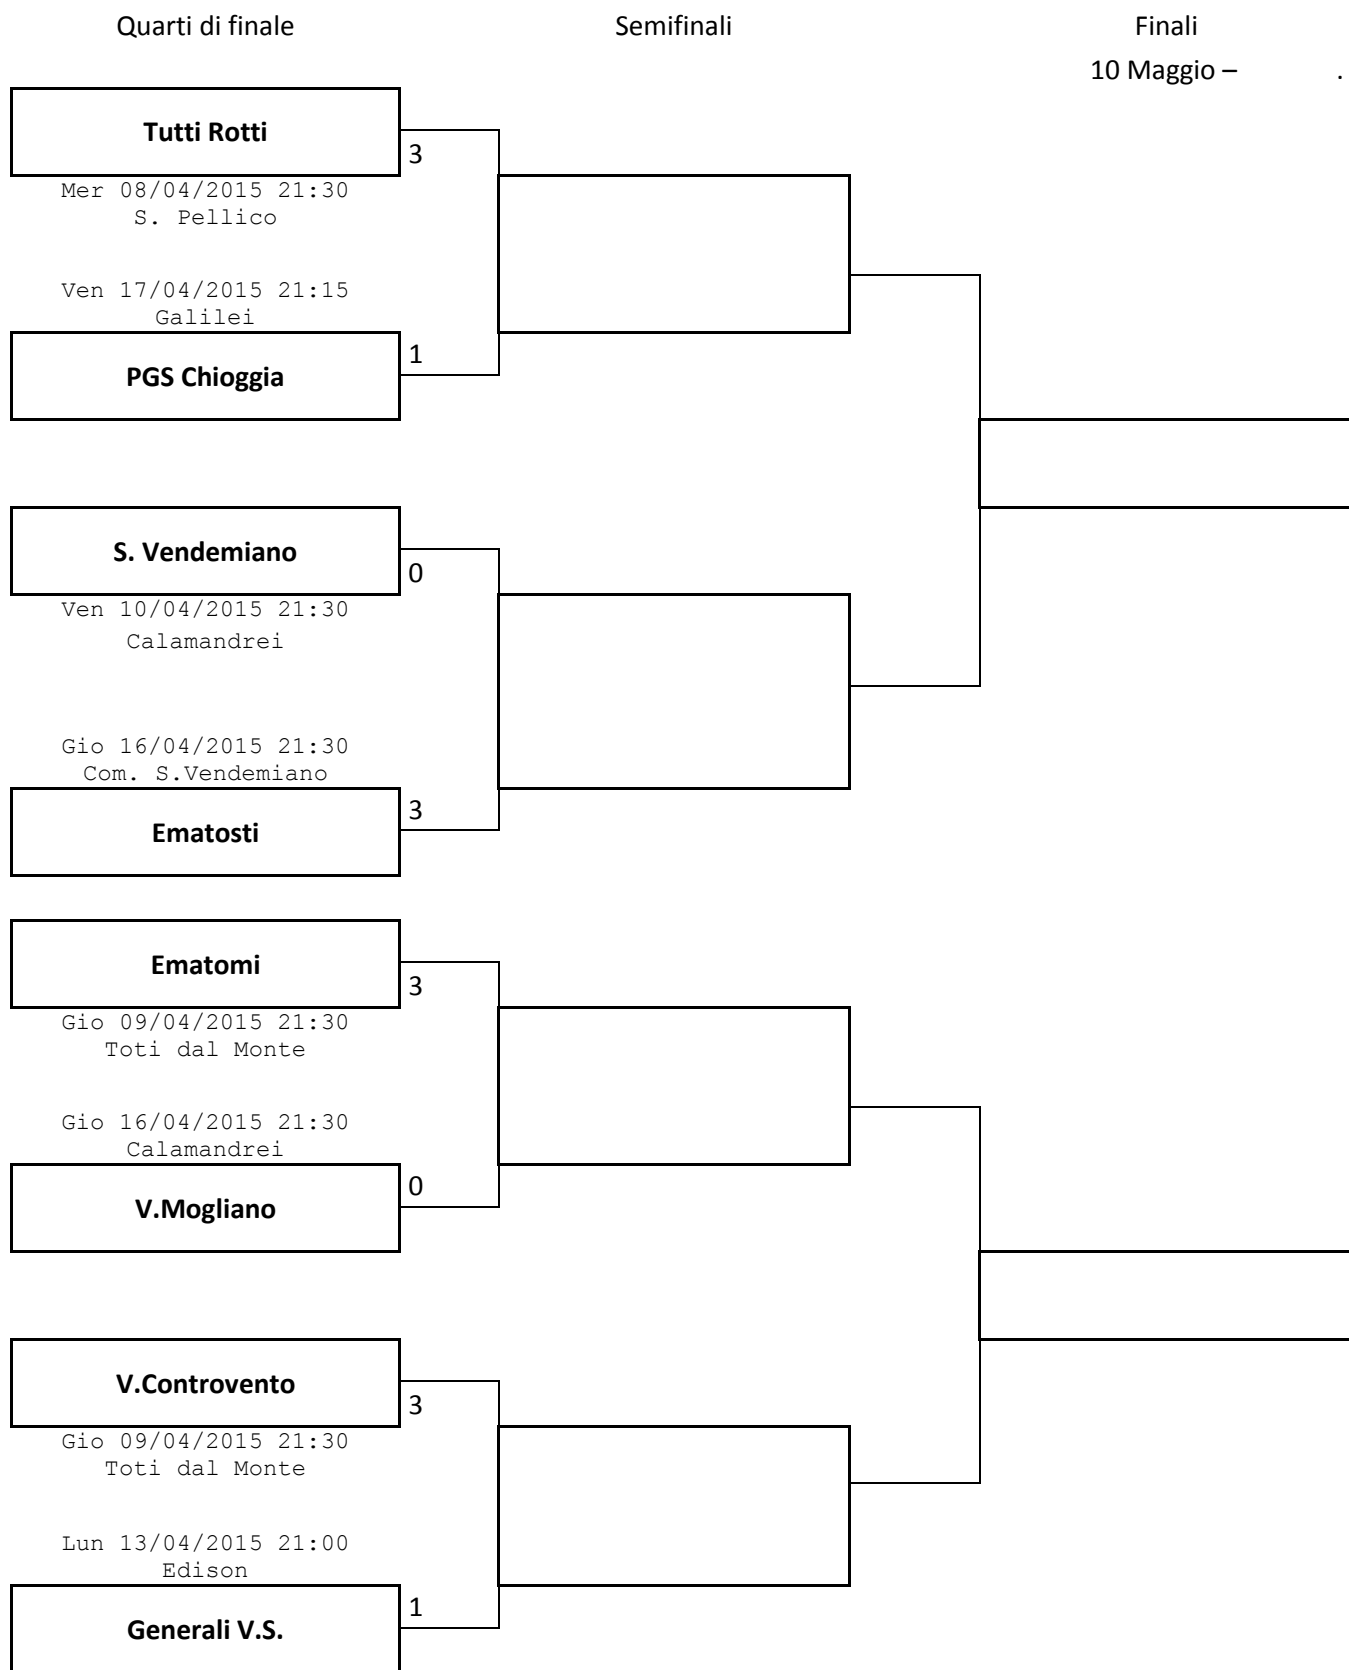 Quarti di finale
Semifinali
Finali
10 Maggio – .
Tutti Rotti
3
Mer 08/04/2015 21:30
S. Pellico
Ven 17/04/2015 21:15
Galilei
1
PGS Chioggia
S. Vendemiano
0
Ven 10/04/2015 21:30
Calamandrei
Gio 16/04/2015 21:30
Com. S.Vendemiano
3
Ematosti
Ematomi
3
Gio 09/04/2015 21:30
Toti dal Monte
Gio 16/04/2015 21:30
Calamandrei
0
V.Mogliano
V.Controvento
3
Gio 09/04/2015 21:30
Toti dal Monte
Lun 13/04/2015 21:00
Edison
1
Generali V.S.